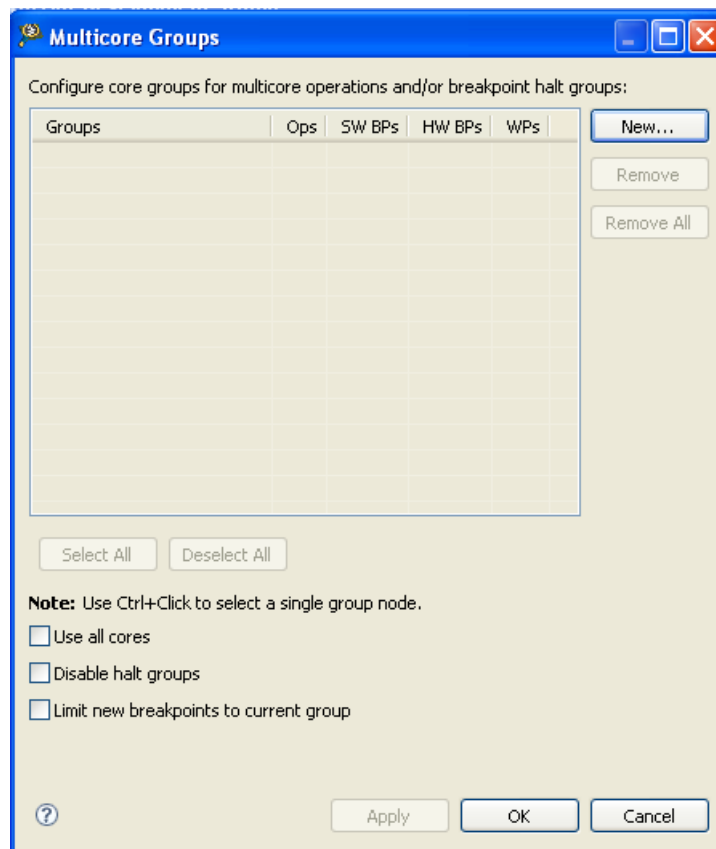 Multicore Groups
Configure core groups for multicore operations and/or breakpoint halt groups:
Groups Ops SW BPs HW BPs WPs New...
Remove
Remove All
Select All Deselect All
Note: Use Ctrl+Click to select a single group node.
Use all cores
Disable halt groups
Limit new breakpoints to current group
? Apply OK Cancel